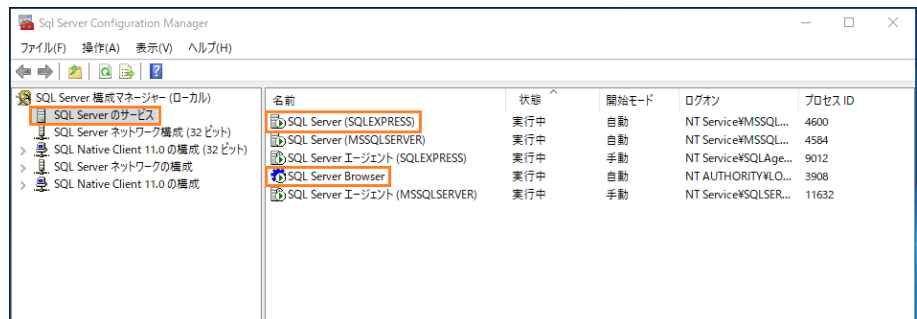 Sql Server Configuration Manager
ファイル(F) 操作(A) 表示(V) ヘルプ(H)
SQL Server 構成マネージャー (ローカル)
SQL Server のサービス
SQL Server ネットワーク構成 (32 ビット)
SQL Native Client 11.0 の構成 (32 ビット)
SQL Server ネットワークの構成
SQL Native Client 11.0 の構成
名前 状態 開始モード ログオン プロセス ID
SQL Server (SQLEXPRESS) 実行中 自動 NT Service¥MSSQL... 4600
SQL Server (MSSQLSERVER) 実行中 自動 NT Service¥MSSQL... 4584
SQL Server エージェント (SQLEXPRESS) 実行中 手動 NT Service¥SQLAge... 9012
SQL Server Browser 実行中 自動 NT AUTHORITY¥LO... 3908
SQL Server エージェント (MSSQLSERVER) 実行中 手動 NT Service¥SQLSER... 11632